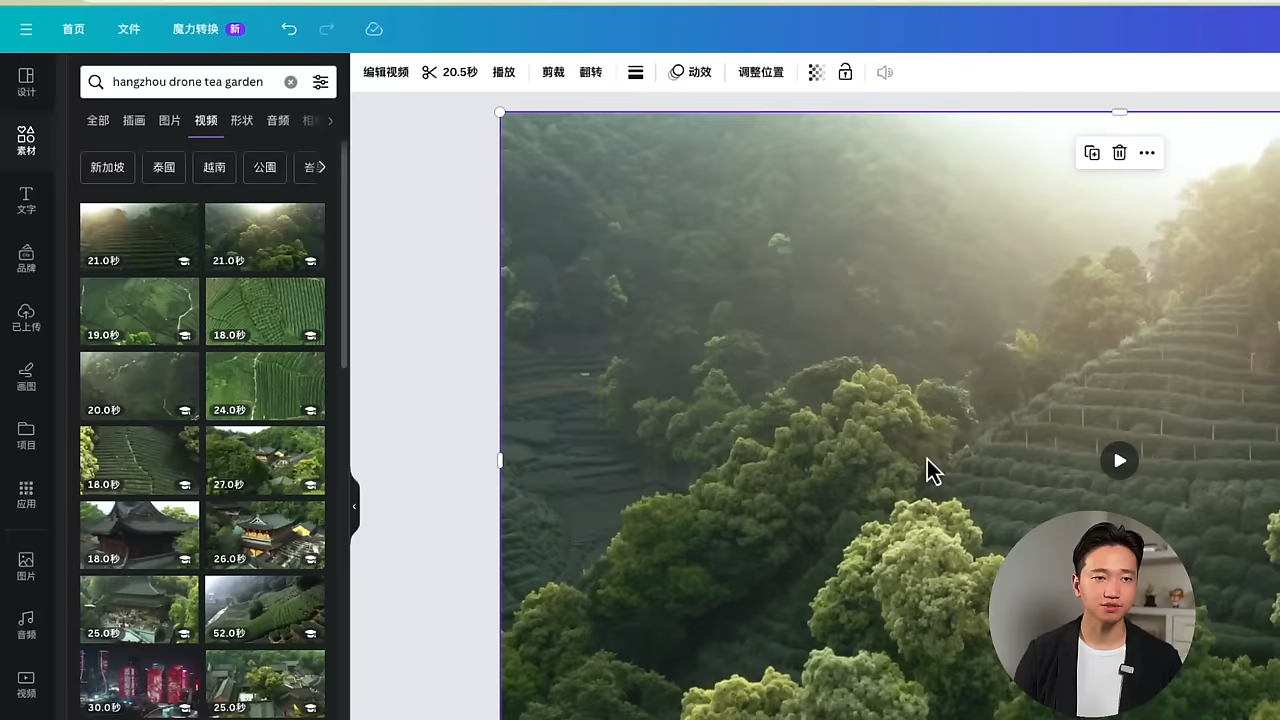 首页 文件 魔力转换 新
设计
素材
文字
品牌
已上传
画图
项目
应用
图片
音频
视频
hangzhou drone tea garden
全部 插画 图片 视频 形状 音频
新加坡 泰國 越南 公園
21.0秒 21.0秒
19.0秒 18.0秒
20.0秒 24.0秒
18.0秒 27.0秒
18.0秒 26.0秒
25.0秒 52.0秒
30.0秒 25.0秒
编辑视频 20.5秒 播放 剪裁 翻转 动效 调整位置